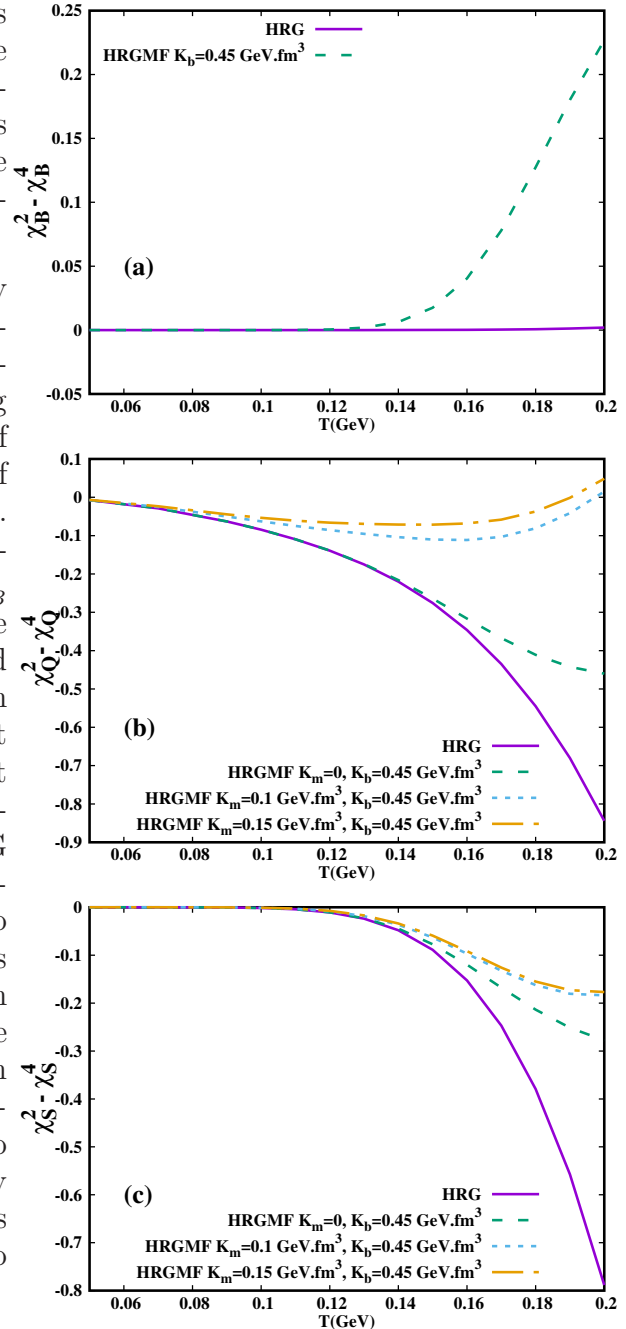 HRG
HRGMF K_b=0.45 GeV.fm^3
0.25
0.2
0.15
0.1
0.05
0
-0.05
χ_B^2 - χ_B^4
(a)
0.06 0.08 0.1 0.12 0.14 0.16 0.18 0.2
T(GeV)
0.1
0
-0.1
-0.2
-0.3
-0.4
-0.5
-0.6
-0.7
-0.8
-0.9
χ_Q^2 - χ_Q^4
(b)
HRG
HRGMF K_m=0, K_b=0.45 GeV.fm^3
HRGMF K_m=0.1 GeV.fm^3, K_b=0.45 GeV.fm^3
HRGMF K_m=0.15 GeV.fm^3, K_b=0.45 GeV.fm^3
0.06 0.08 0.1 0.12 0.14 0.16 0.18 0.2
T(GeV)
0
-0.1
-0.2
-0.3
-0.4
-0.5
-0.6
-0.7
-0.8
χ_S^2 - χ_S^4
(c)
HRG
HRGMF K_m=0, K_b=0.45 GeV.fm^3
HRGMF K_m=0.1 GeV.fm^3, K_b=0.45 GeV.fm^3
HRGMF K_m=0.15 GeV.fm^3, K_b=0.45 GeV.fm^3
0.06 0.08 0.1 0.12 0.14 0.16 0.18 0.2
T(GeV)